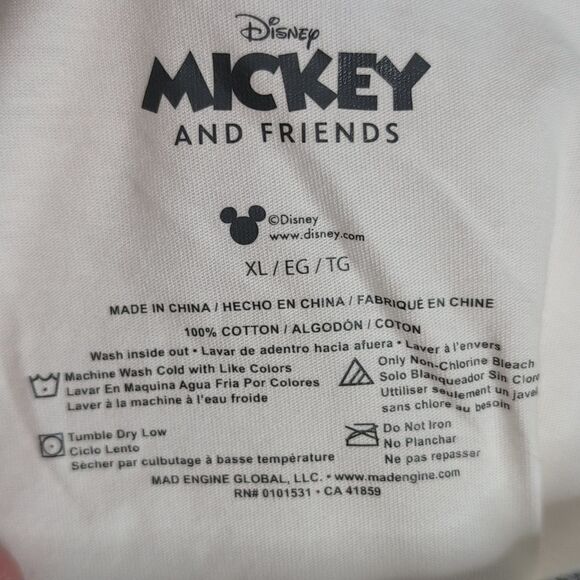 Disney
MICKEY
AND FRIENDS
©Disney
www.disney.com
XL / EG / TG
MADE IN CHINA / HECHO EN CHINA / FABRIQUÉ EN CHINE
100% COTTON / ALGODÓN / COTON
Wash inside out • Lavar de adentro hacia afuera • Laver à l'envers
Machine Wash Cold with Like Colors
Lavar En Maquina Agua Fria Por Colores
Laver à la machine à l'eau froide
Only Non-Chlorine Bleach
Solo Blanqueador Sin Clor
Uttiliser seulement un javel
sans chlore au besoin
Tumble Dry Low
Ciclo Lento
Sécher par culbutage à basse température
Do Not Iron
No Planchar
Ne pas repasser
MAD ENGINE GLOBAL, LLC. • www.madengine.com
RN# 0101531 • CA 41859